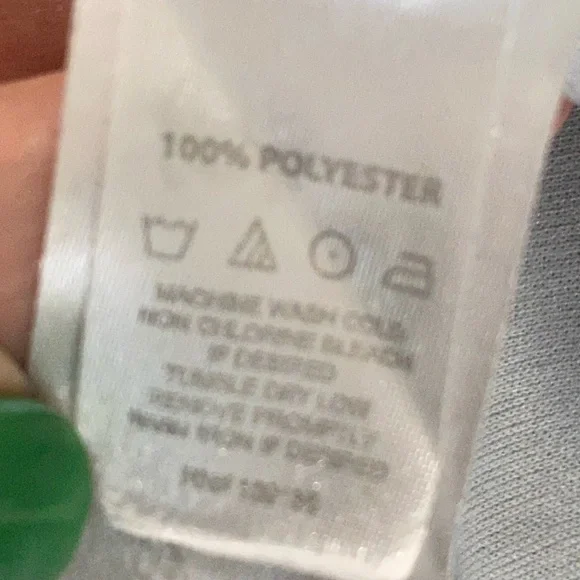 100% POLYESTER
MACHINE WASH COLD,
NON CHLORINE BLEACH
IF DESIRED
TUMBLE DRY LOW
REMOVE PROMPTLY
WARM IRON IF DESIRED